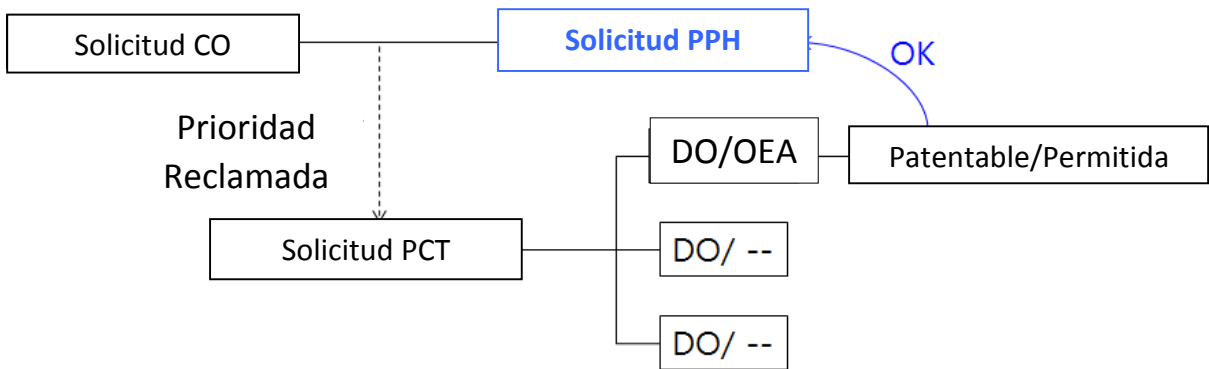 Solicitud CO
Solicitud PPH
OK
Prioridad
Reclamada
DO/OEA
Patentable/Permitida
Solicitud PCT
DO/ --
DO/ --